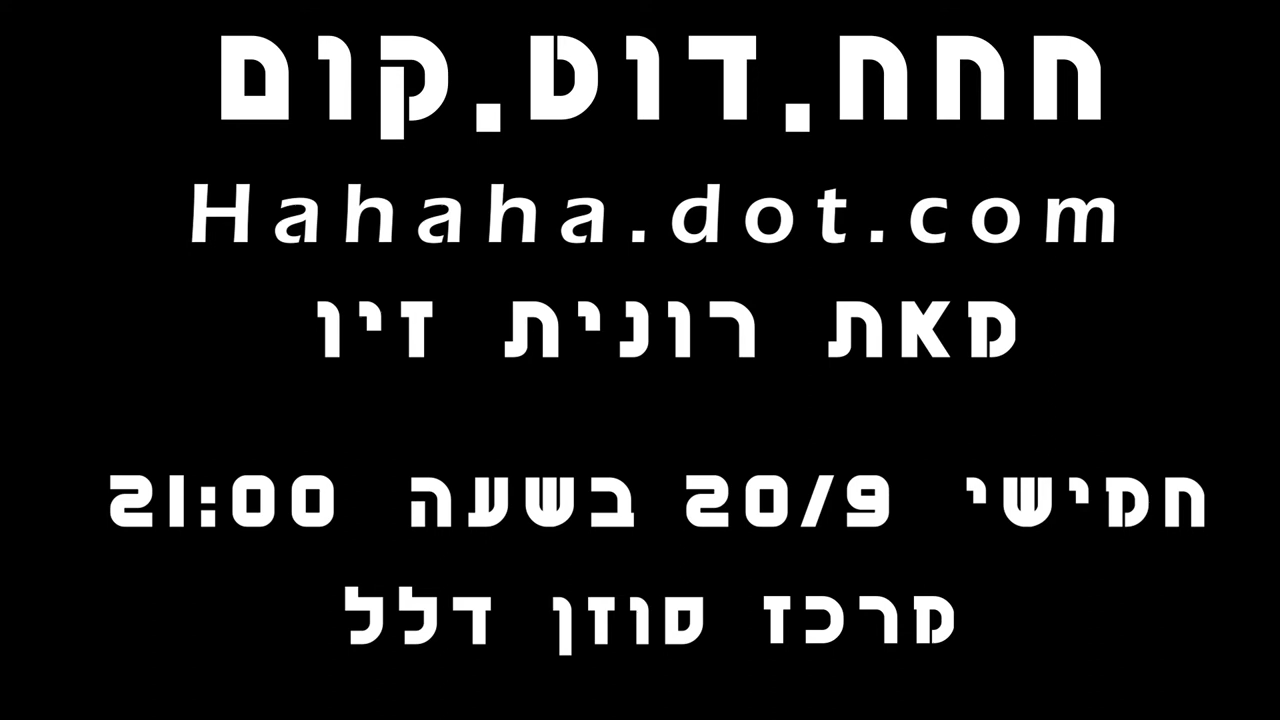 חחח.דוט.קום
Hahaha.dot.com
מאת רונית זיו
חמישי 20/9 בשעה 21:00
מרכז סוזן דלל